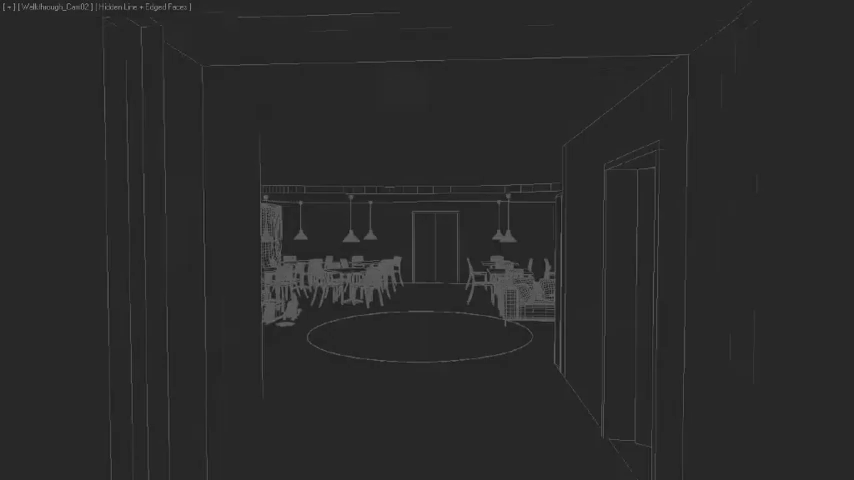 [ + ] [ Walkthrough_Cam02 ] [ Hidden Line + Edged Faces ]